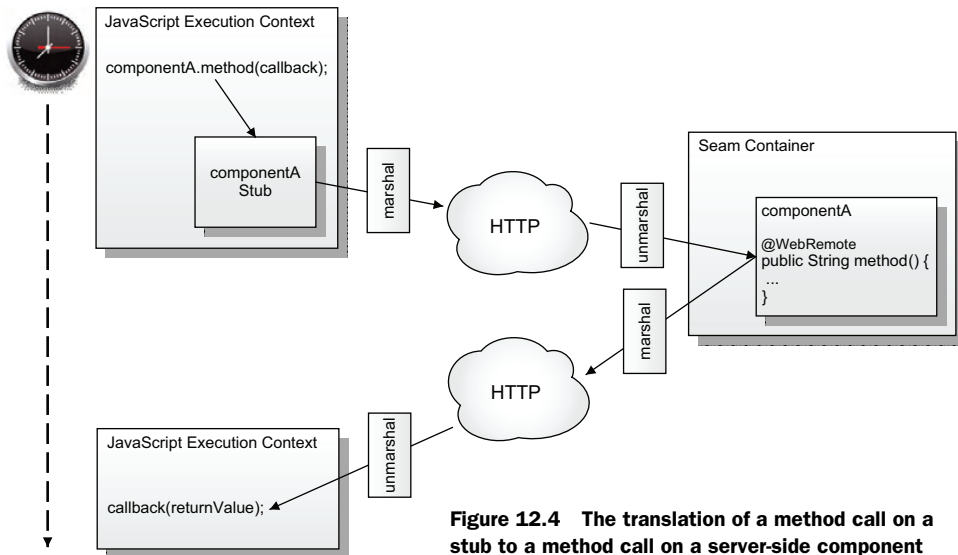 JavaScript Execution Context
componentA.method(callback);
componentA
Stub
marshal
HTTP
unmarshal
Seam Container
componentA
@WebRemote
public String method() {
...
}
marshal
HTTP
unmarshal
JavaScript Execution Context
callback(returnValue);
Figure 12.4 The translation of a method call on a
stub to a method call on a server-side component